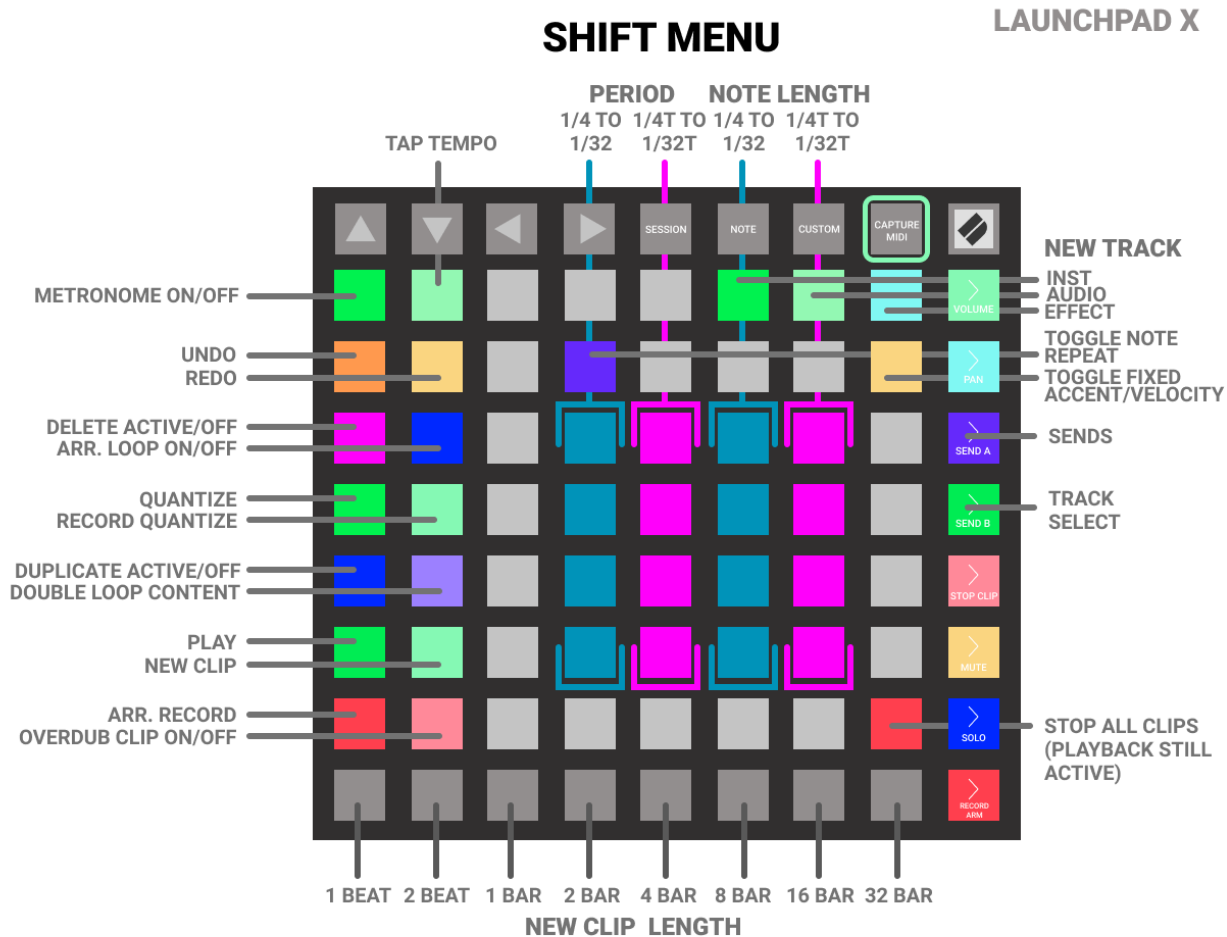 LAUNCHPAD X
SHIFT MENU
PERIOD
NOTE LENGTH
1/4 TO
1/32
1/4T TO
1/32T
1/4 TO
1/32
1/4T TO
1/32T
TAP TEMPO
SESSION
NOTE
CUSTOM
CAPTURE
MIDI
NEW TRACK
INST
AUDIO
EFFECT
METRONOME ON/OFF
VOLUME
UNDO
REDO
TOGGLE NOTE
REPEAT
TOGGLE FIXED
ACCENT/VELOCITY
PAN
DELETE ACTIVE/OFF
ARR. LOOP ON/OFF
SEND A
SENDS
QUANTIZE
RECORD QUANTIZE
SEND B
TRACK
SELECT
DUPLICATE ACTIVE/OFF
DOUBLE LOOP CONTENT
STOP CLIP
PLAY
NEW CLIP
MUTE
ARR. RECORD
OVERDUB CLIP ON/OFF
SOLO
STOP ALL CLIPS
(PLAYBACK STILL
ACTIVE)
RECORD
ARM
1 BEAT
2 BEAT
1 BAR
2 BAR
4 BAR
8 BAR
16 BAR
32 BAR
NEW CLIP LENGTH